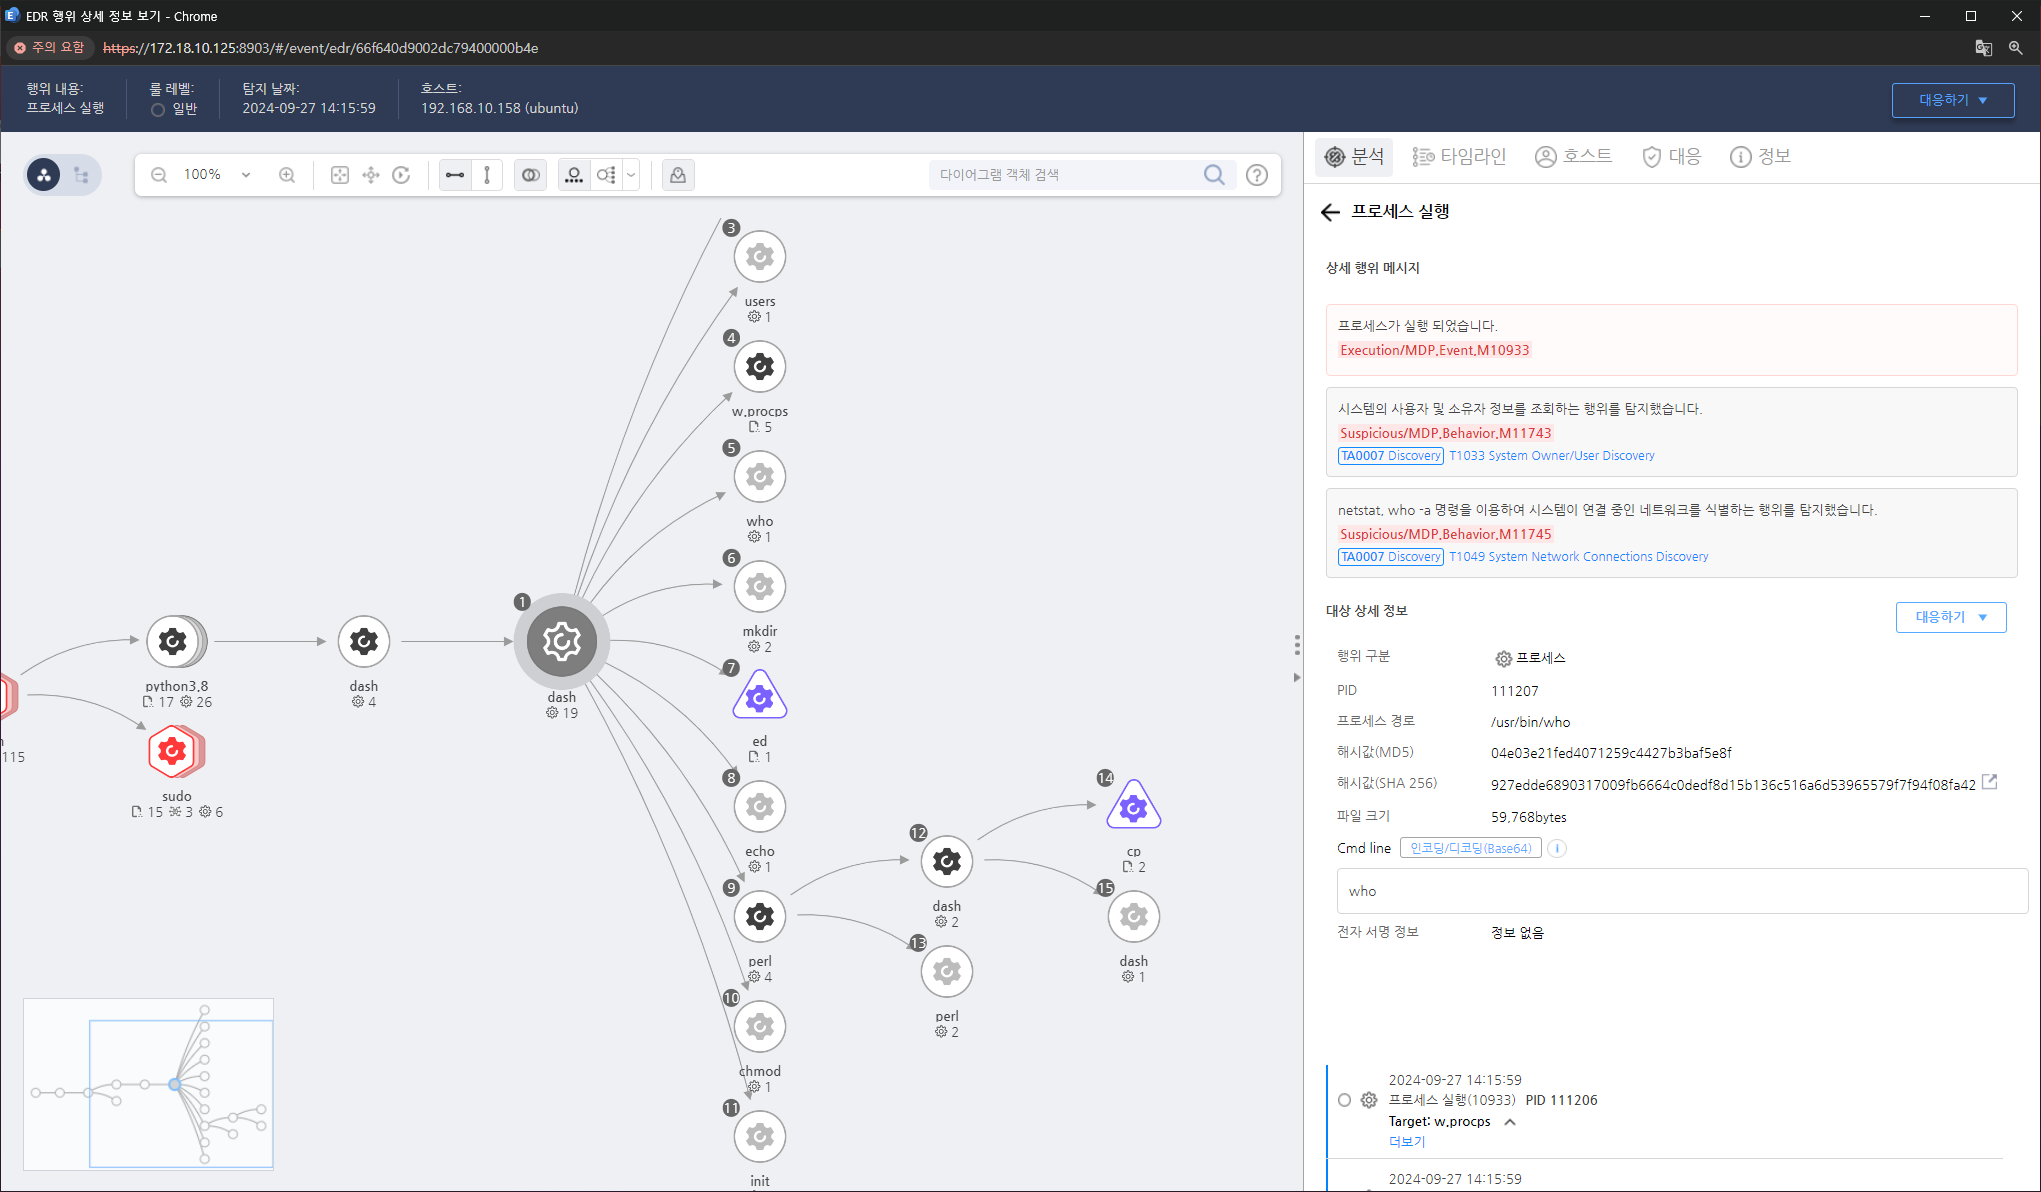 EDR 행위 상세 정보 보기 - Chrome
주의 요함
https://172.18.10.125:8903/#/event/edr/66f640d9002dc79400000b4e
행위 내용:
프로세스 실행
룰 레벨:
일반
탐지 날짜:
2024-09-27 14:15:59
호스트:
192.168.10.158 (ubuntu)
대응하기
100%
다이어그램 객체 검색
3
users
1
4
w.procps
5
5
who
1
6
mkdir
2
7
ed
1
8
echo
1
9
perl
4
10
chmod
1
11
init
115
python3.8
17 26
sudo
15 3 6
dash
4
1
dash
19
12
dash
2
13
perl
2
14
cp
2
15
dash
1
분석
타임라인
호스트
대응
정보
프로세스 실행
상세 행위 메시지
프로세스가 실행 되었습니다.
Execution/MDP.Event.M10933
시스템의 사용자 및 소유자 정보를 조회하는 행위를 탐지했습니다.
Suspicious/MDP.Behavior.M11743
TA0007 Discovery T1033 System Owner/User Discovery
netstat, who -a 명령을 이용하여 시스템이 연결 중인 네트워크를 식별하는 행위를 탐지했습니다.
Suspicious/MDP.Behavior.M11745
TA0007 Discovery T1049 System Network Connections Discovery
대상 상세 정보
대응하기
행위 구분 프로세스
PID 111207
프로세스 경로 /usr/bin/who
해시값(MD5) 04e03e21fed4071259c4427b3baf5e8f
해시값(SHA 256) 927edde6890317009fb6664c0dedf8d15b136c516a6d53965579f7f94f08fa42
파일 크기 59,768bytes
Cmd line 인코딩/디코딩(Base64)
who
전자 서명 정보 정보 없음
2024-09-27 14:15:59
프로세스 실행(10933) PID 111206
Target: w.procps
더보기
2024-09-27 14:15:59